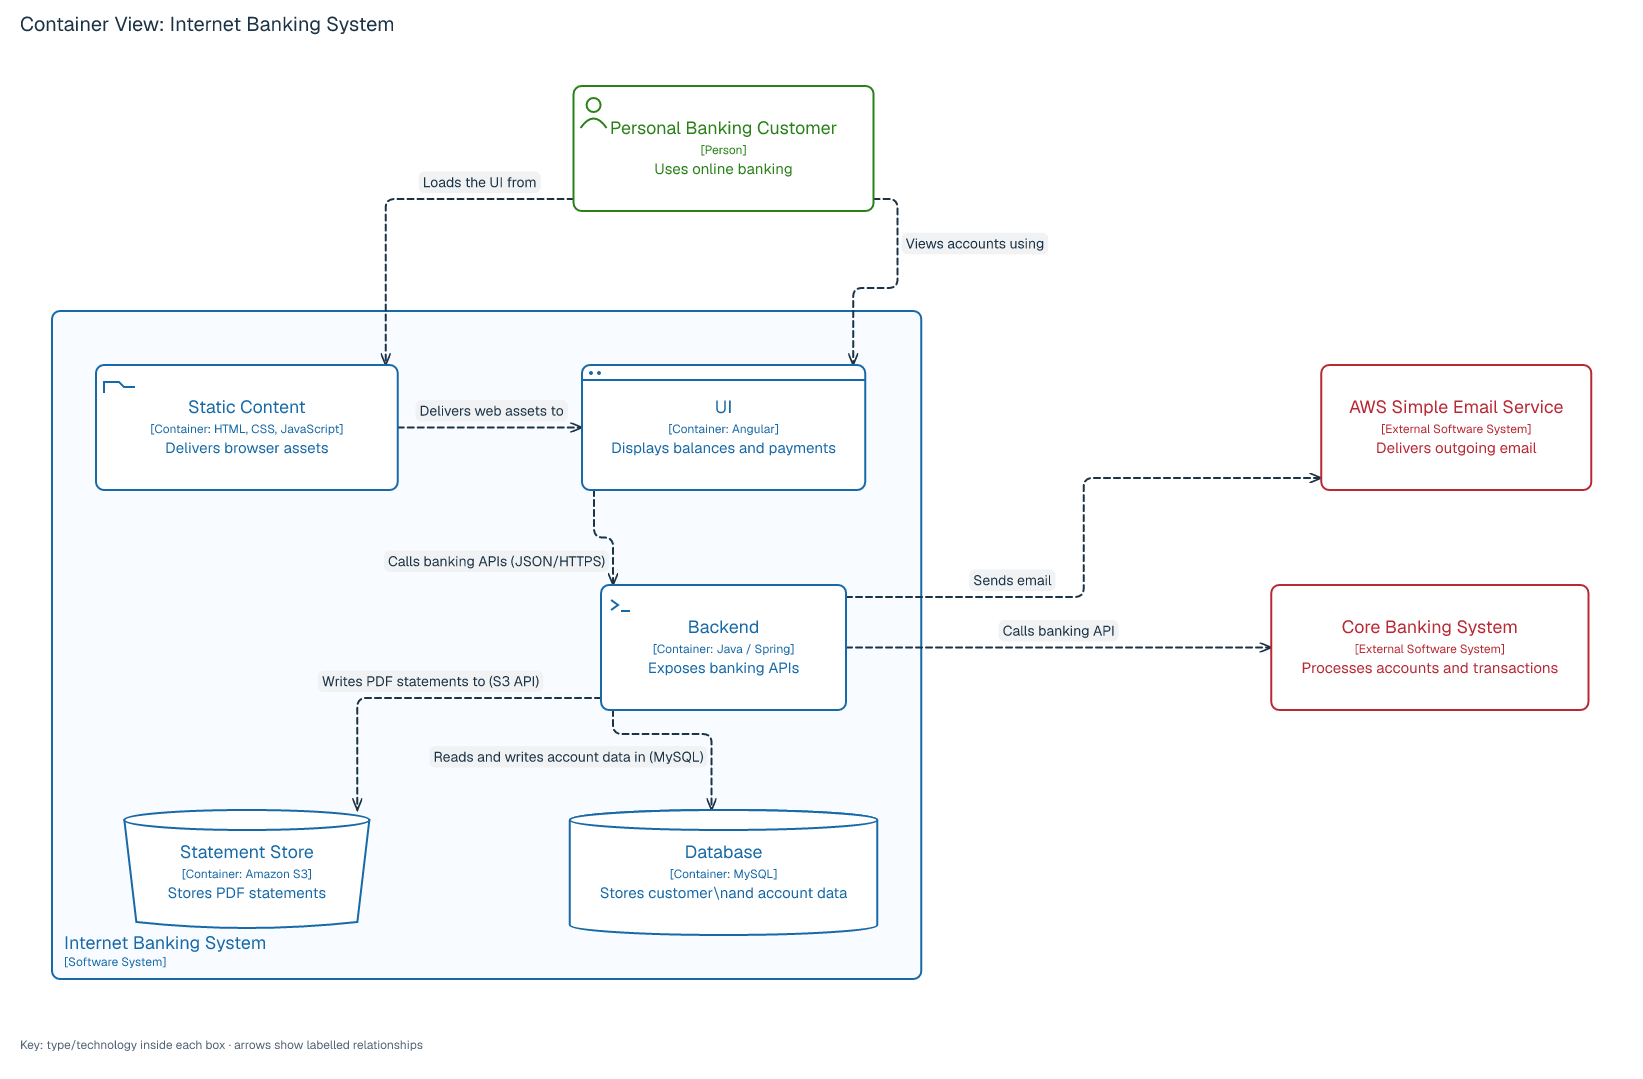 Container View: Internet Banking System
Personal Banking Customer
[Person]
Uses online banking
Loads the UI from
Views accounts using
Static Content
[Container: HTML, CSS, JavaScript]
Delivers browser assets
Delivers web assets to
UI
[Container: Angular]
Displays balances and payments
AWS Simple Email Service
[External Software System]
Delivers outgoing email
Calls banking APIs (JSON/HTTPS)
Sends email
Backend
[Container: Java / Spring]
Exposes banking APIs
Calls banking API
Core Banking System
[External Software System]
Processes accounts and transactions
Writes PDF statements to (S3 API)
Reads and writes account data in (MySQL)
Statement Store
[Container: Amazon S3]
Stores PDF statements
Database
[Container: MySQL]
Stores customer\nand account data
Internet Banking System
[Software System]
Key: type/technology inside each box · arrows show labelled relationships